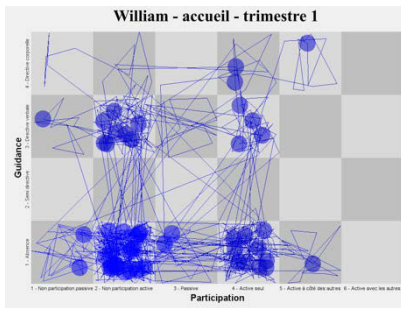 William - accueil - trimestre 1
4 - Directive corporelle
3 - Directive verbale
2 - Semi directive
1 - Absence
Guidance
1 - Non participation passive
2 - Non participation active
3 - Passive
4 - Active seul
5 - Active à côté des autres
6 - Active avec les autres
Participation